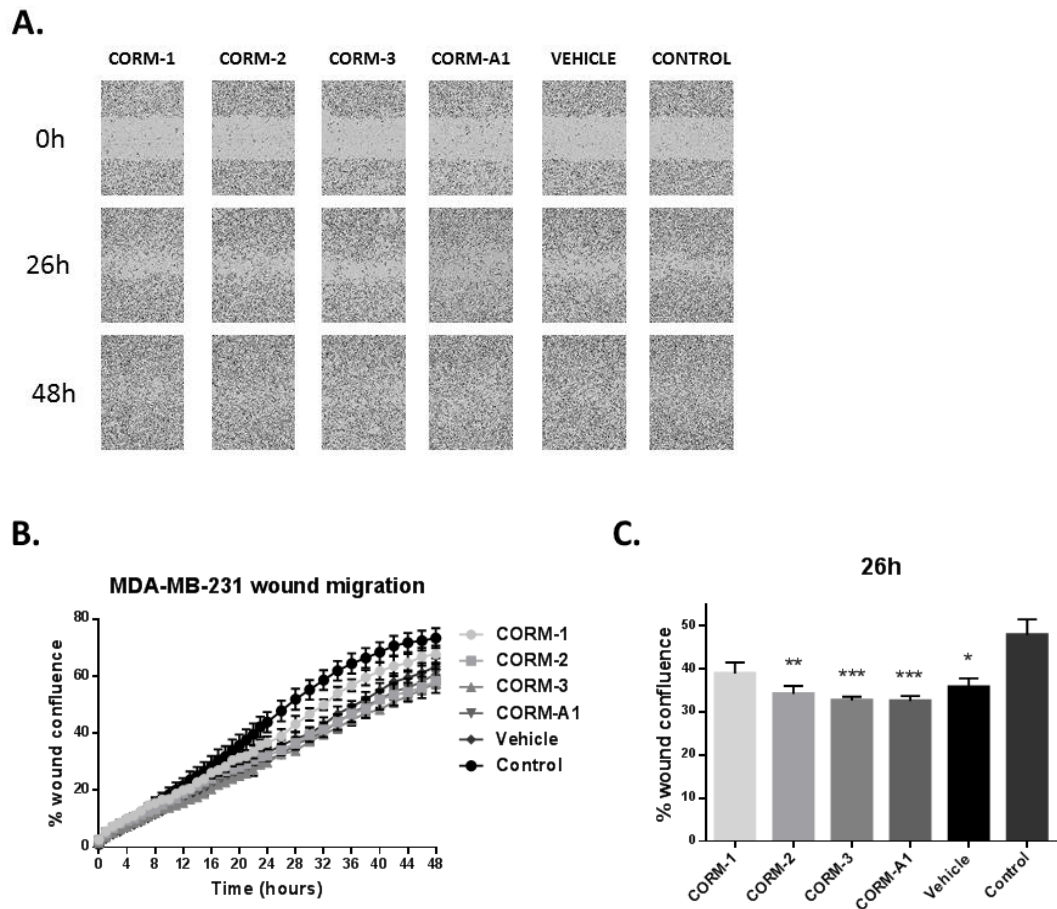 A.
CORM-1 CORM-2 CORM-3 CORM-A1 VEHICLE CONTROL
0h
26h
48h
B.
MDA-MB-231 wound migration
% wound confluence
80
60
40
20
0
0 4 8 12 16 20 24 28 32 36 40 44 48
Time (hours)
CORM-1
CORM-2
CORM-3
CORM-A1
Vehicle
Control
C.
26h
% wound confluence
50
40
30
20
10
0
** *** *** *
CORM-1 CORM-2 CORM-3 CORM-A1 Vehicle Control